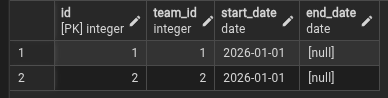 id team_id start_date end_date
[PK] integer integer date date
1 1 1 2026-01-01 [null]
2 2 2 2026-01-01 [null]